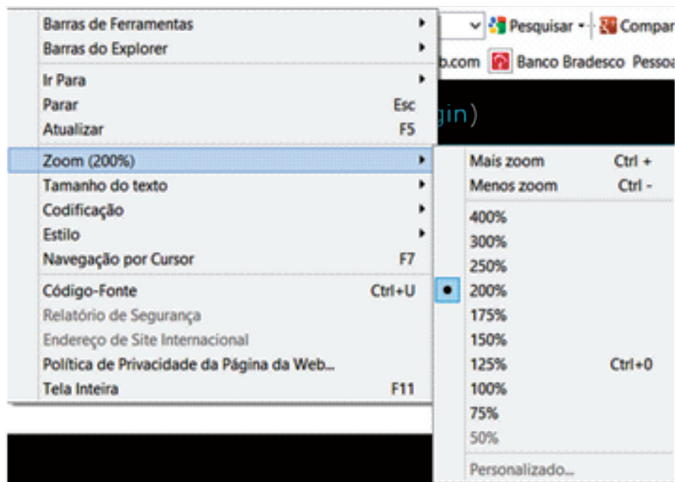 Barras de Ferramentas
Barras do Explorer
Ir Para
Parar Esc
Atualizar F5
Zoom (200%)
Tamanho do texto
Codificação
Estilo
Navegação por Cursor F7
Código-Fonte Ctrl+U
Relatório de Segurança
Endereço de Site Internacional
Política de Privacidade da Página da Web...
Tela Inteira F11
Pesquisar
Compar
b.com Banco Bradesco Pessoa
gin)
Mais zoom Ctrl +
Menos zoom Ctrl -
400%
300%
250%
200%
175%
150%
125% Ctrl+0
100%
75%
50%
Personalizado...